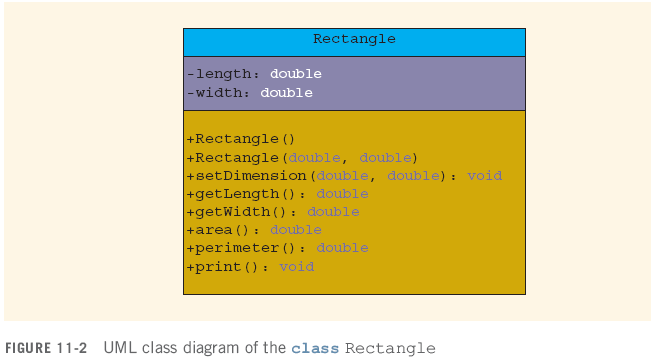 Rectangle
-length: double
-width: double
+Rectangle()
+Rectangle(double, double)
+setDimension(double, double): void
+getLength(): double
+getWidth(): double
+area(): double
+perimeter(): double
+print(): void
FIGURE 11-2 UML class diagram of the class Rectangle